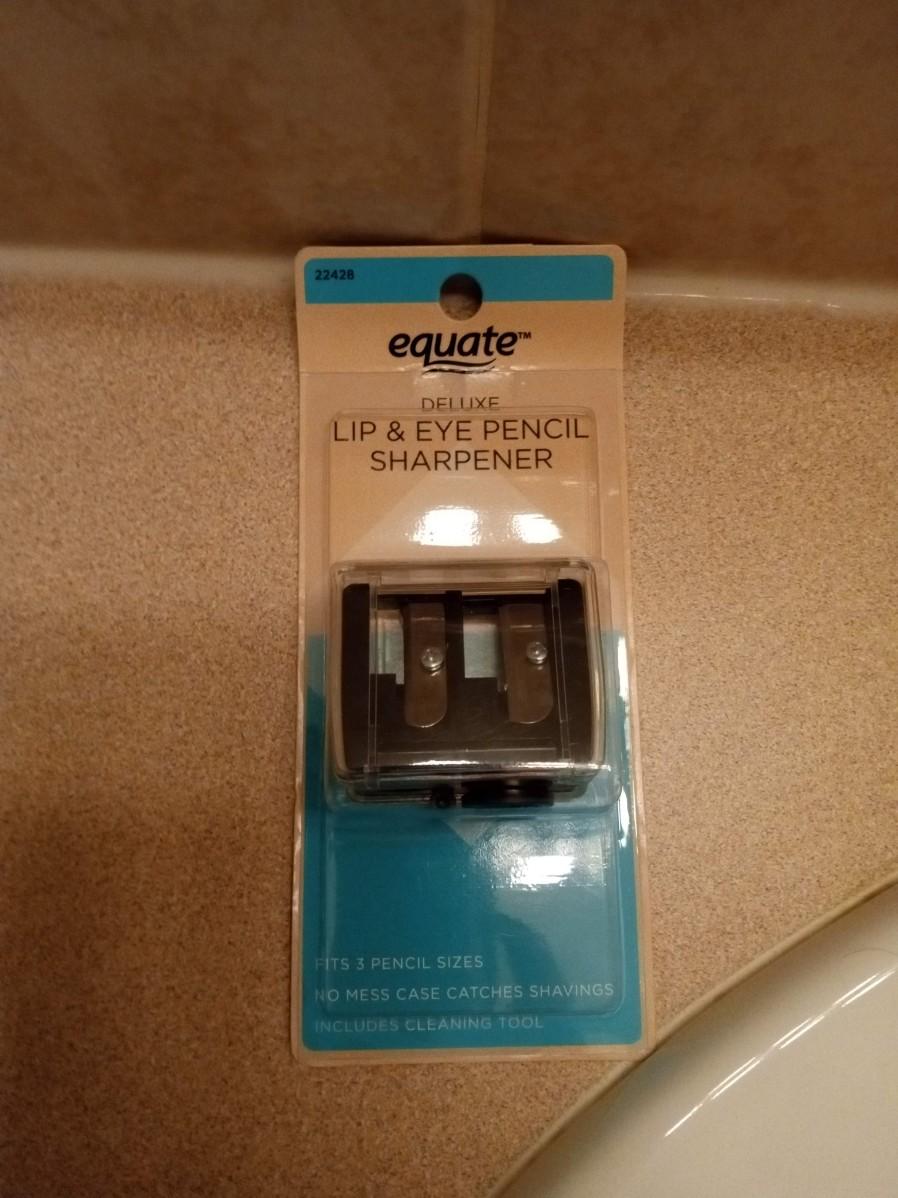 22428
equate™
DELUXE
LIP & EYE PENCIL
SHARPENER
FITS 3 PENCIL SIZES
NO MESS CASE CATCHES SHAVINGS
INCLUDES CLEANING TOOL